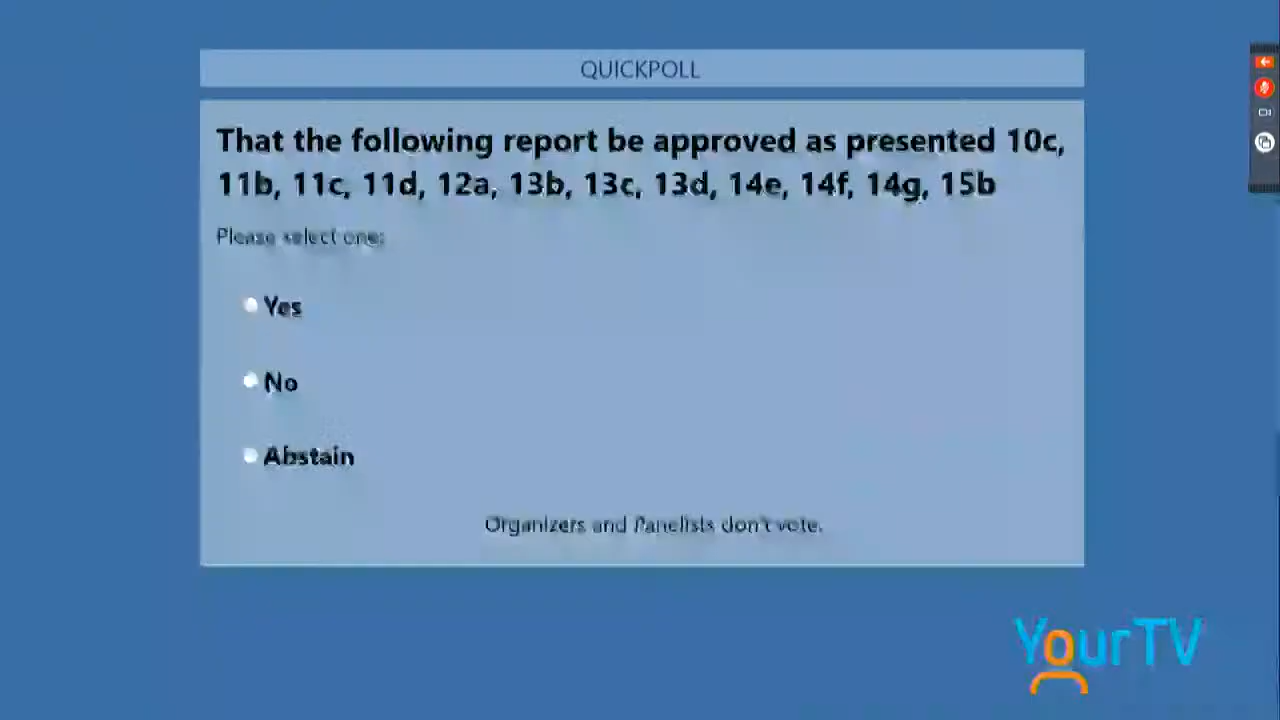 QUICKPOLL
That the following report be approved as presented 10c,
11b, 11c, 11d, 12a, 13b, 13c, 13d, 14e, 14f, 14g, 15b
Please select one:
Yes
No
Abstain
Organizers and Panelists don't vote.
YourTV